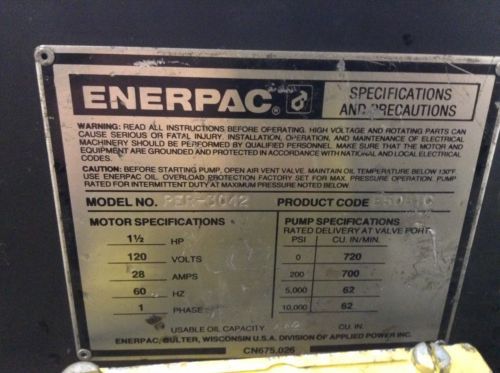 ENERPAC®
SPECIFICATIONS
AND PRECAUTIONS
WARNING: READ ALL INSTRUCTIONS BEFORE OPERATING. HIGH VOLTAGE AND ROTATING PARTS CAN
CAUSE SERIOUS OR FATAL INJURY. INSTALLATION, OPERATION, AND MAINTENANCE OF ELECTRICAL
MACHINERY SHOULD BE PERFORMED BY QUALIFIED PERSONNEL. MAKE SURE THAT THE MOTOR AND
EQUIPMENT ARE GROUNDED AND PROTECTED IN ACCORDANCE WITH NATIONAL AND LOCAL ELECTRICAL
CODES.
CAUTION: BEFORE STARTING PUMP, OPEN AIR VENT VALVE. MAINTAIN OIL TEMPERATURE BELOW 130°F.
USE ENERPAC OIL. OVERLOAD PROTECTION FACTORY SET FOR MAX. PRESSURE OPERATION. PUMP
RATED FOR INTERMITTENT DUTY AT MAXIMUM PRESSURE NOTED BELOW.
MODEL NO. PER-3042 PRODUCT CODE
MOTOR SPECIFICATIONS
PUMP SPECIFICATIONS
RATED DELIVERY AT VALVE PORT
PSI CU. IN/MIN.
1½ HP
0 720
120 VOLTS
200 700
28 AMPS
5,000 62
60 HZ
10,000 62
1 PHASE
USABLE OIL CAPACITY CU. IN.
ENERPAC, BULTER, WISCONSIN U.S.A. DIVISION OF APPLIED POWER INC.
CN675.026